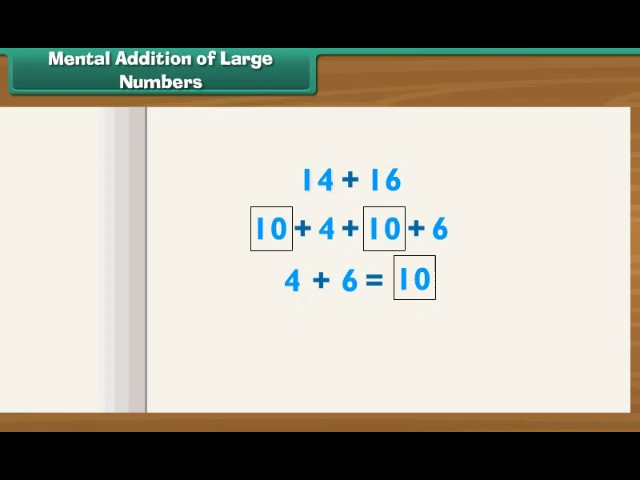 Mental Addition of Large
Numbers
14 + 16
10 + 4 + 10 + 6
4 + 6 = 10